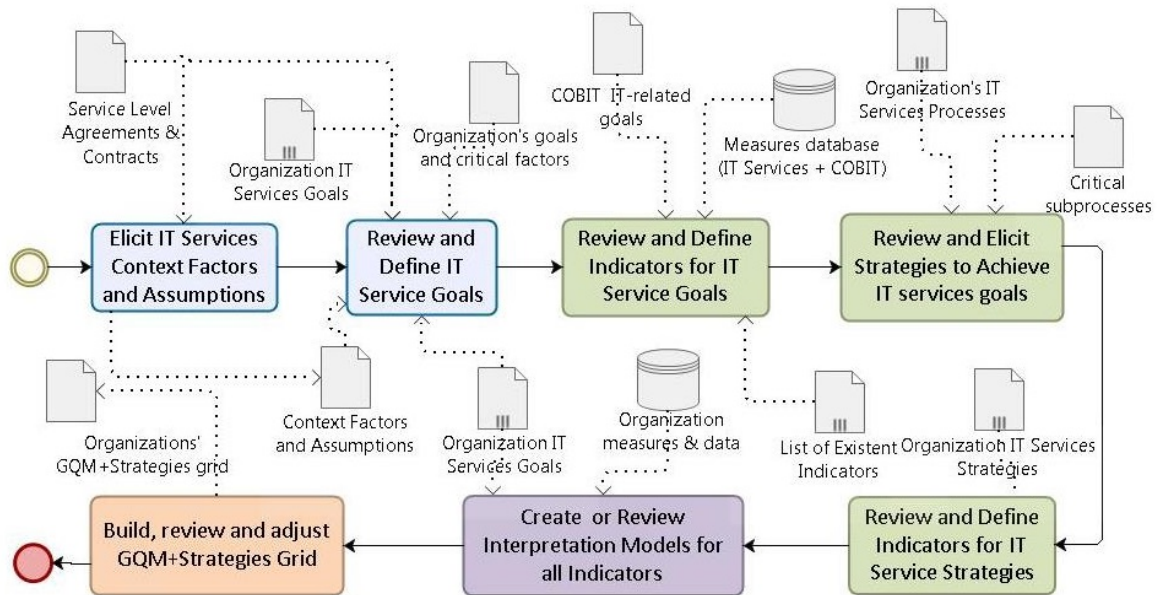 Service Level
Agreements &
Contracts
Organization IT
Services Goals
Organization's goals
and critical factors
COBIT IT-related
goals
Measures database
(IT Services + COBIT)
Organization's IT
Services Processes
Critical
subprocesses
Elicit IT Services
Context Factors
and Assumptions
Review and
Define IT
Service Goals
Review and Define
Indicators for IT
Service Goals
Review and Elicit
Strategies to Achieve
IT services goals
Organizations'
GQM+Strategies grid
Context Factors
and Assumptions
Organization IT
Services Goals
Organization
measures & data
List of Existent
Indicators
Organization IT Services
Strategies
Build, review and adjust
GQM+Strategies Grid
Create or Review
Interpretation Models for
all Indicators
Review and Define
Indicators for IT
Service Strategies